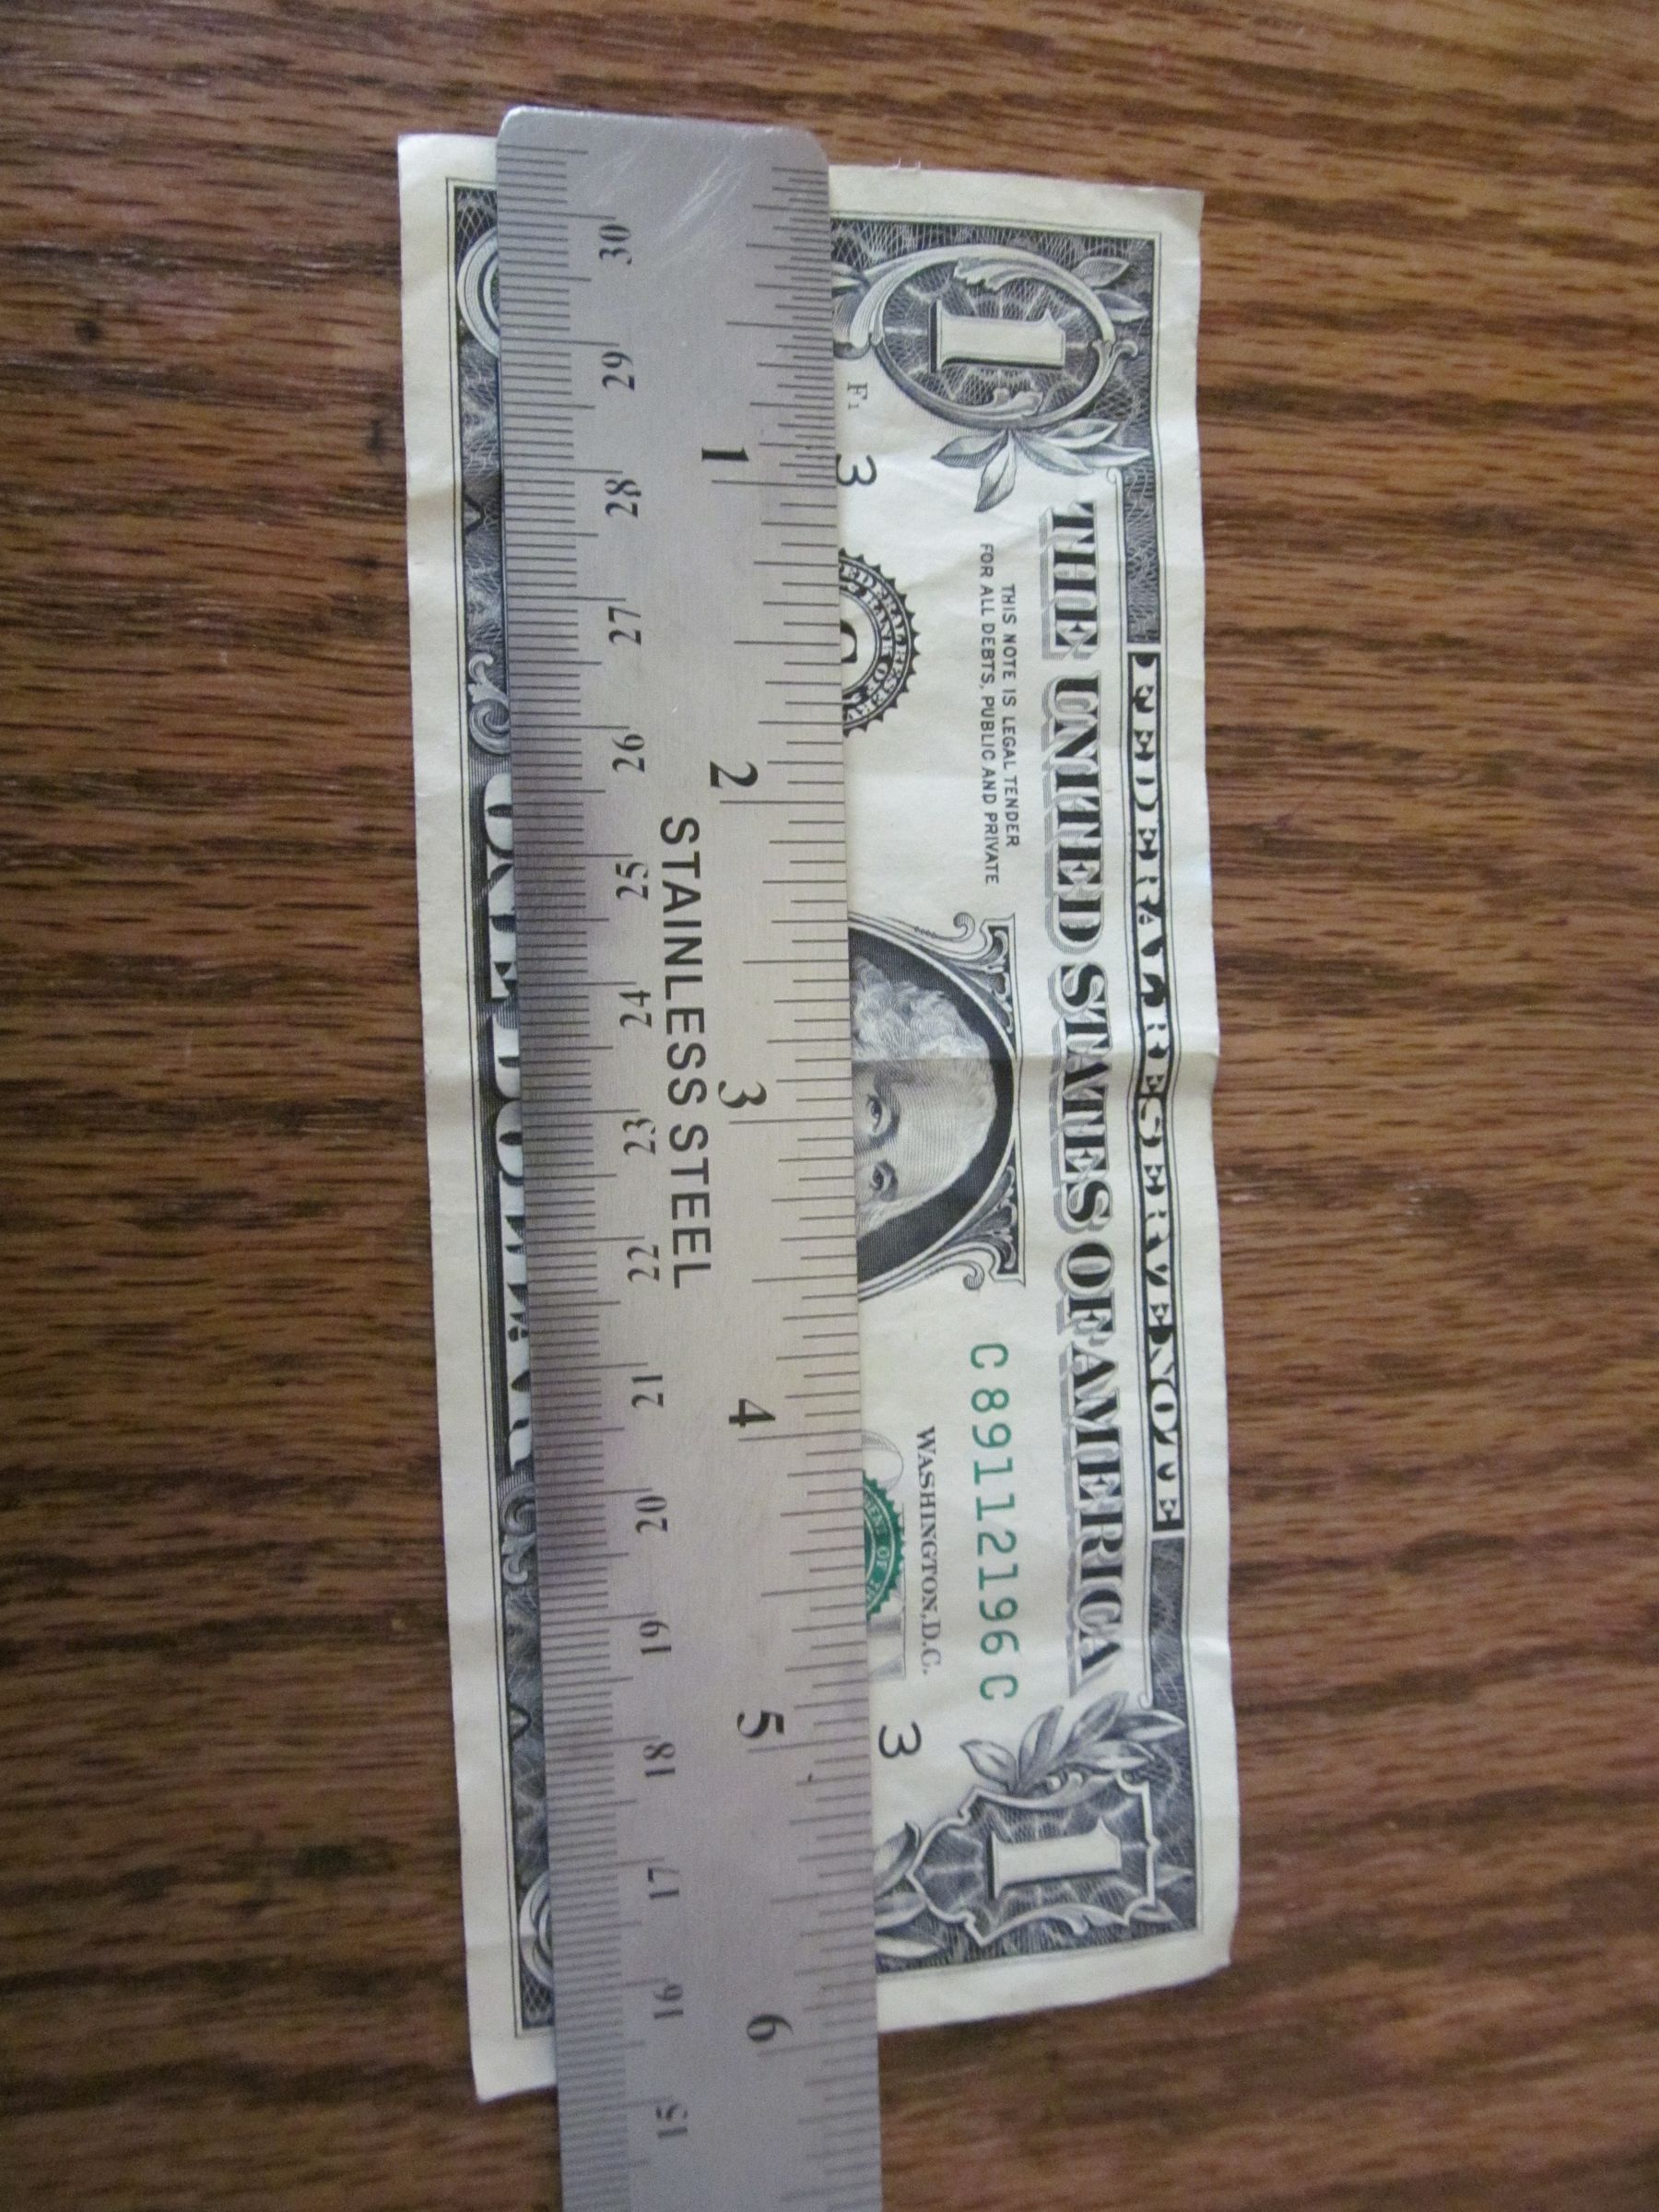 FEDERAL RESERVE NOTE
THE UNITED STATES OF AMERICA
1
1
THIS NOTE IS LEGAL TENDER
FOR ALL DEBTS, PUBLIC AND PRIVATE
C 89112196 C
WASHINGTON, D.C.
F1
3
3
1 2 3 4 5 6
STAINLESS STEEL
30 29 28 27 26 25 24 23 22 21 20 19 18 17 16 15